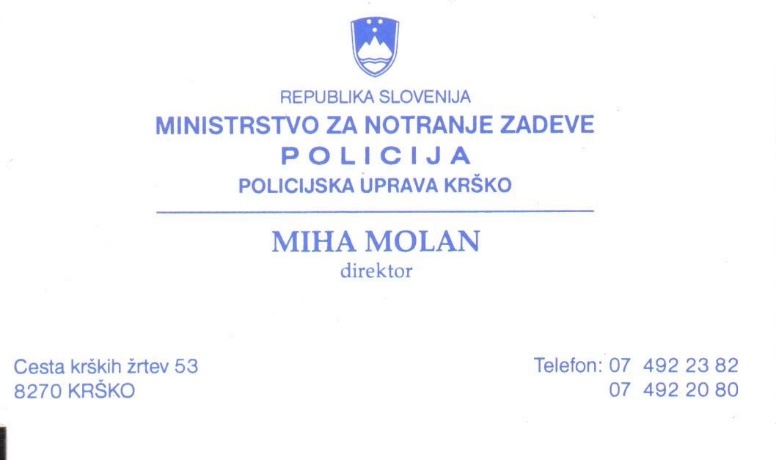 REPUBLIKA SLOVENIJA
MINISTRSTVO ZA NOTRANJE ZADEVE
POLICIJA
POLICIJSKA UPRAVA KRŠKO
MIHA MOLAN
direktor
Cesta krških žrtev 53
8270 KRŠKO
Telefon: 07 492 23 82
07 492 20 80